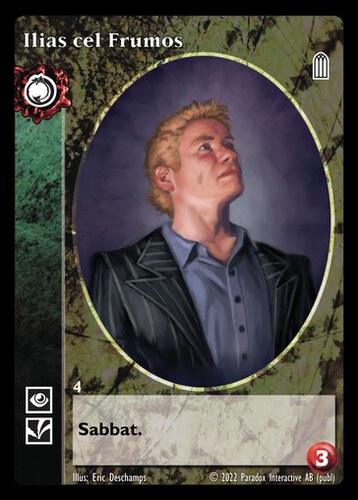 Ilias cel Frumos
4
Sabbat.
3
Illus: Eric Deschamps
© 2022 Paradox Interactive AB (publ)